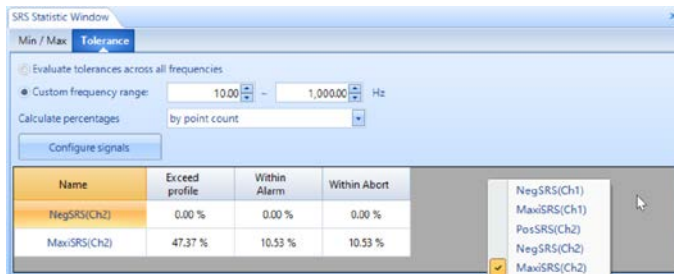 SRS Statistic Window
Min / Max Tolerance
Evaluate tolerances across all frequencies
Custom frequency range: 10.00 - 1,000.00 Hz
Calculate percentages by point count
Configure signals
Name Exceed profile Within Alarm Within Abort
NegSRS(Ch2) 0.00 % 0.00 % 0.00 %
MaxiSRS(Ch2) 47.37 % 10.53 % 10.53 %
NegSRS(Ch1)
MaxiSRS(Ch1)
PosSRS(Ch2)
NegSRS(Ch2)
MaxiSRS(Ch2)